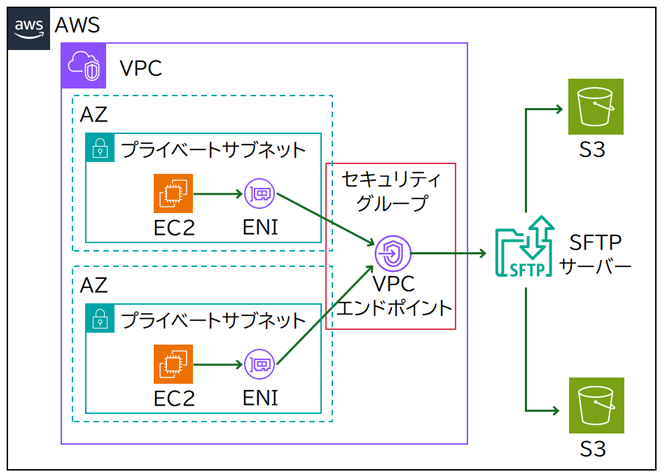 aws
AWS
VPC
AZ
プライベートサブネット
EC2
ENI
セキュリティ
グループ
VPC
エンドポイント
AZ
プライベートサブネット
EC2
ENI
S3
SFTP
SFTP
サーバー
S3